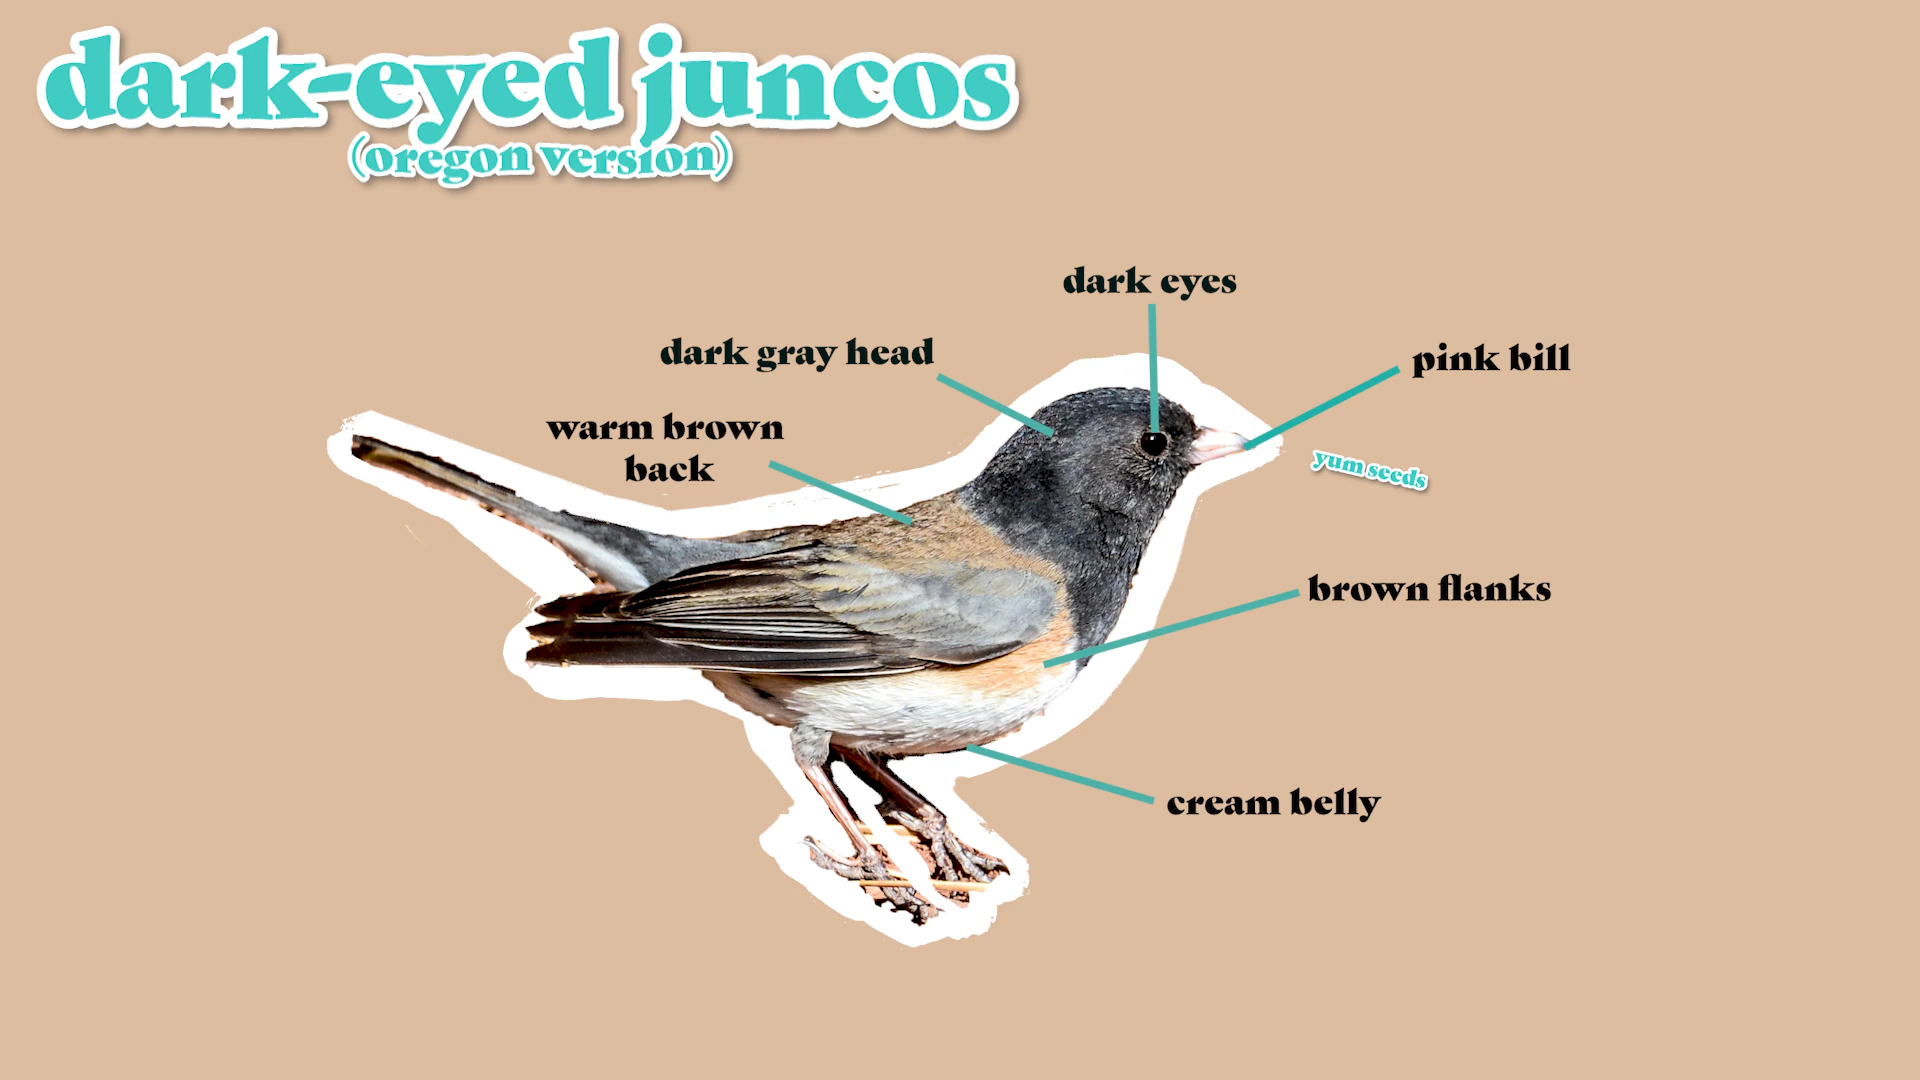 dark-eyed juncos
(oregon version)
dark eyes
dark gray head
pink bill
warm brown
back
yum seeds
brown flanks
cream belly